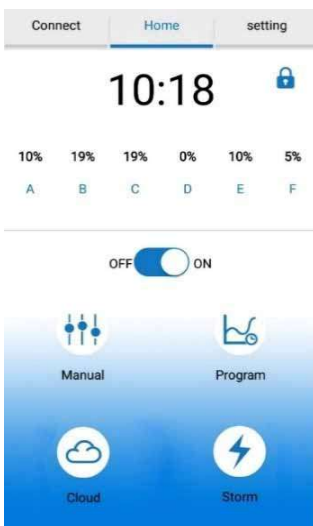 Connect Home setting
10:18
10% 19% 19% 0% 10% 5%
A B C D E F
OFF ON
Manual Program
Cloud Storm